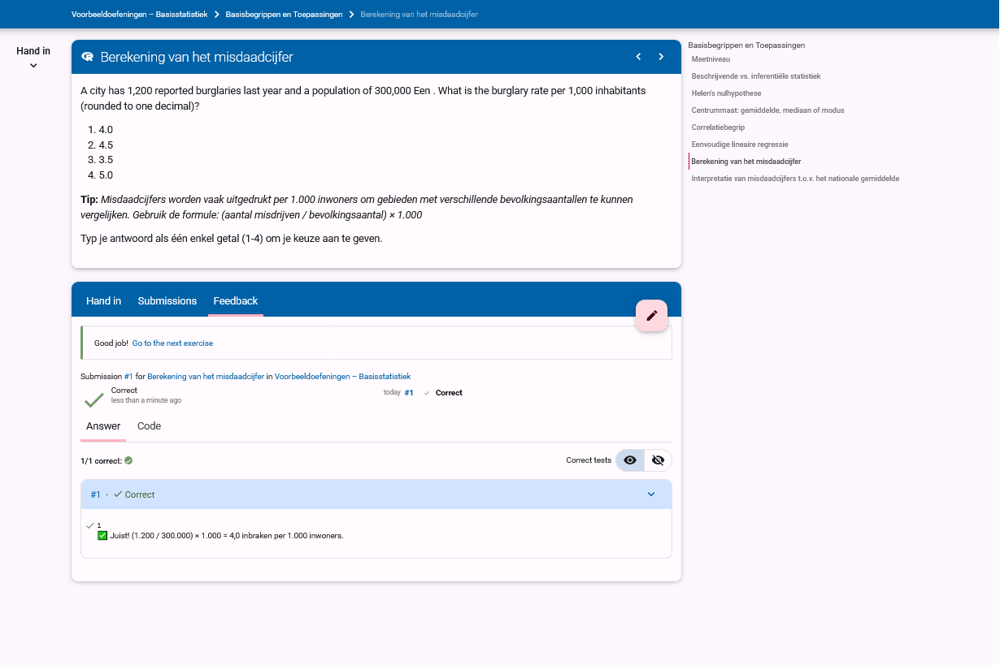 Voorbeeldoefeningen – Basisstatistiek > Basisbegrippen en Toepassingen > Berekening van het misdaadcijfer
Hand in
Berekening van het misdaadcijfer
A city has 1,200 reported burglaries last year and a population of 300,000 Een . What is the burglary rate per 1,000 inhabitants
(rounded to one decimal)?
1. 4.0
2. 4.5
3. 3.5
4. 5.0
Tip: Misdaadcijfers worden vaak uitgedrukt per 1.000 inwoners om gebieden met verschillende bevolkingsaantallen te kunnen
vergelijken. Gebruik de formule: (aantal misdrijven / bevolkingsaantal) × 1.000
Typ je antwoord als één enkel getal (1-4) om je keuze aan te geven.
Hand in Submissions Feedback
Good job! Go to the next exercise
Submission #1 for Berekening van het misdaadcijfer in Voorbeeldoefeningen – Basisstatistiek
Correct
less than a minute ago
today #1 Correct
Answer Code
1/1 correct:
Correct tests
#1 · Correct
1
Juist! (1.200 / 300.000) × 1.000 = 4,0 inbraken per 1.000 inwoners.
Basisbegrippen en Toepassingen
Meetniveau
Beschrijvende vs. inferentiële statistiek
Helen's nulhypothese
Centrummaat: gemiddelde, mediaan of modus
Correlatiebegrip
Eenvoudige lineaire regressie
Berekening van het misdaadcijfer
Interpretatie van misdaadcijfers t.o.v. het nationale gemiddelde